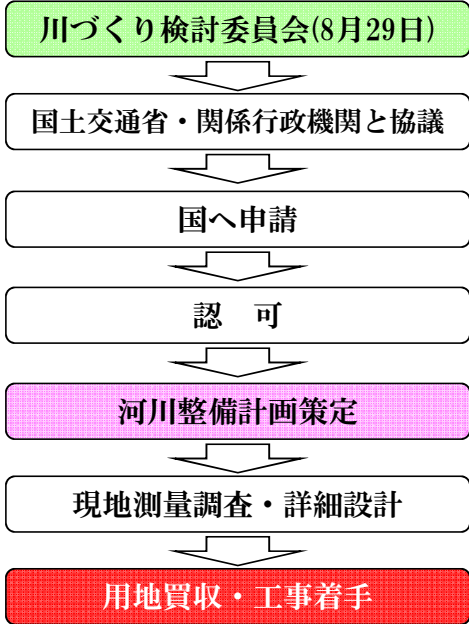 川づくり検討委員会(8月29日)
国土交通省・関係行政機関と協議
国へ申請
認　可
河川整備計画策定
現地測量調査・詳細設計
用地買収・工事着手